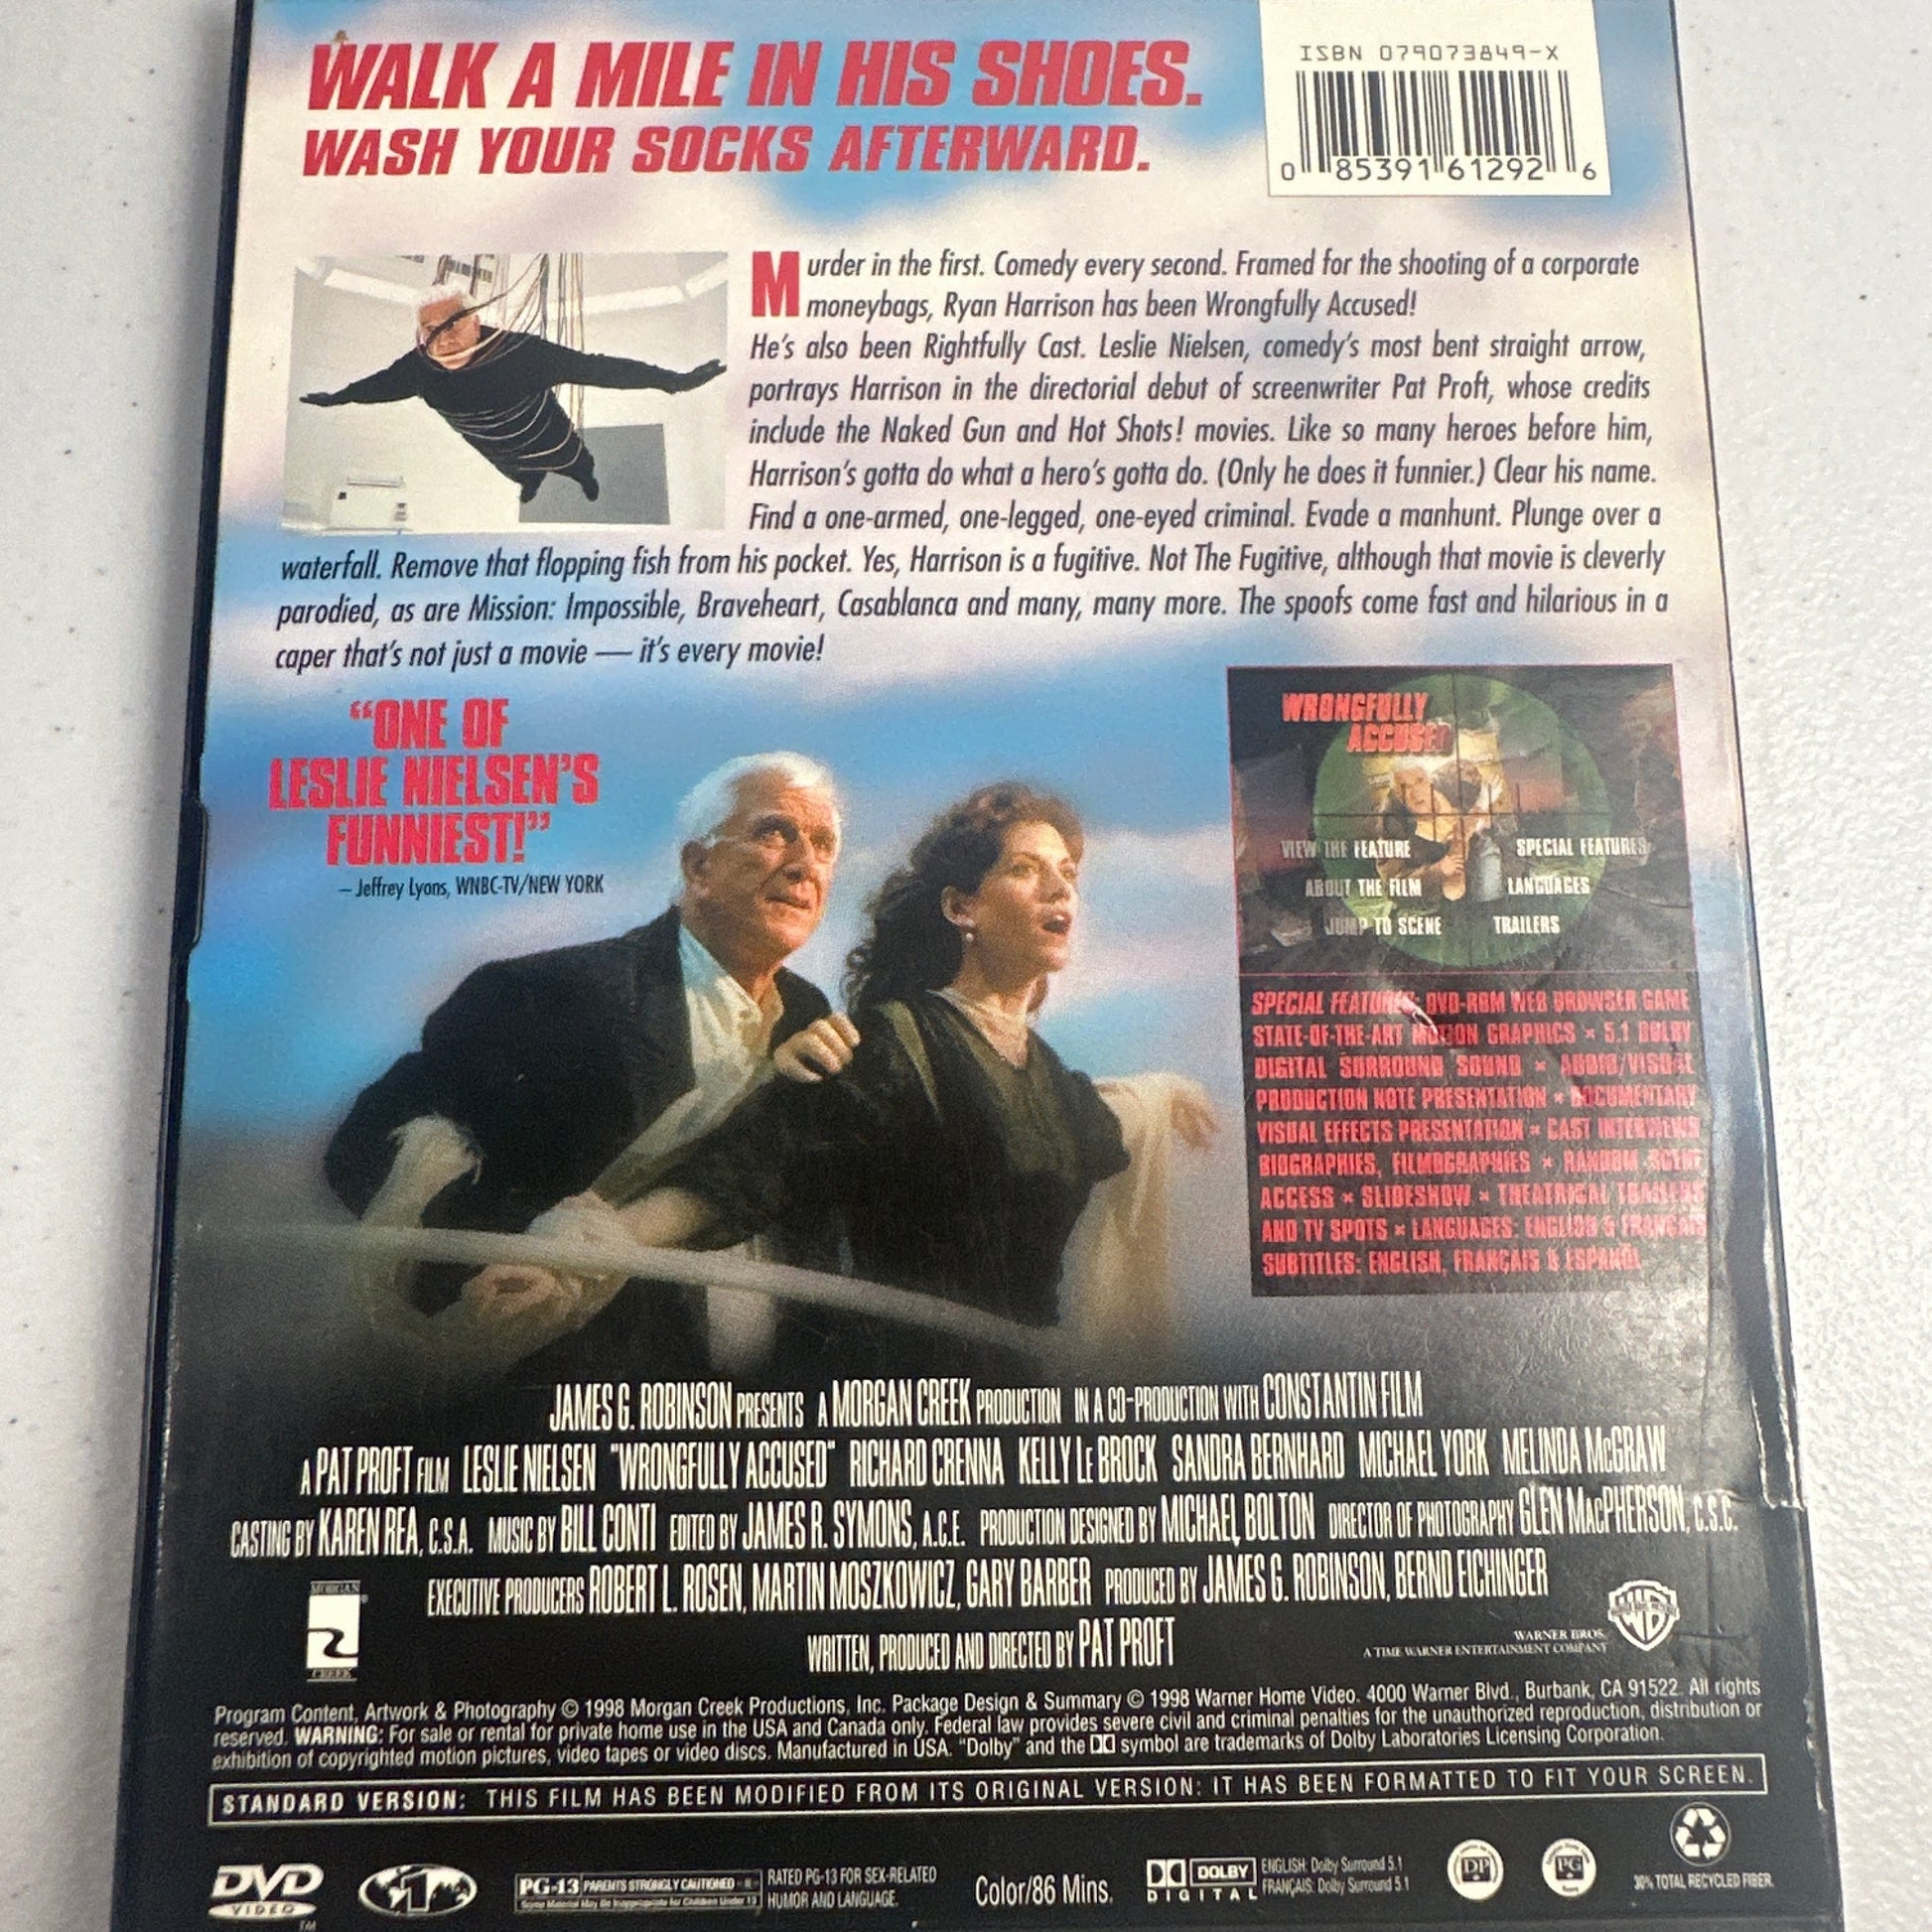 WALK A MILE IN HIS SHOES.
WASH YOUR SOCKS AFTERWARD.
ISBN 079073849-X
0 85391 61292 6
Murder in the first. Comedy every second. Framed for the shooting of a corporate
moneybags, Ryan Harrison has been Wrongfully Accused!
He's also been Rightfully Cast. Leslie Nielsen, comedy's most bent straight arrow,
portrays Harrison in the directorial debut of screenwriter Pat Proft, whose credits
include the Naked Gun and Hot Shots! movies. Like so many heroes before him,
Harrison's gotta do what a hero's gotta do. (Only he does it funnier.) Clear his name.
Find a one-armed, one-legged, one-eyed criminal. Evade a manhunt. Plunge over a
waterfall. Remove that flopping fish from his pocket. Yes, Harrison is a fugitive. Not The Fugitive, although that movie is cleverly
parodied, as are Mission: Impossible, Braveheart, Casablanca and many, many more. The spoofs come fast and hilarious in a
caper that's not just a movie — it's every movie!
"ONE OF
LESLIE NIELSEN'S
FUNNIEST!"
– Jeffrey Lyons, WNBC-TV/NEW YORK
WRONGFULLY
ACCUSED
VIEW THE FEATURE SPECIAL FEATURES
ABOUT THE FILM LANGUAGES
JUMP TO SCENE TRAILERS
SPECIAL FEATURES: DVD-ROM WEB BROWSER GAME
STATE-OF-THE-ART MOTION GRAPHICS × 5.1 DOLBY
DIGITAL SURROUND SOUND × AUDIO/VISUAL
PRODUCTION NOTE PRESENTATION × DOCUMENTARY
VISUAL EFFECTS PRESENTATION × CAST INTERVIEWS
BIOGRAPHIES, FILMOGRAPHIES × RANDOM SCENE
ACCESS × SLIDESHOW × THEATRICAL TRAILERS
AND TV SPOTS × LANGUAGES: ENGLISH & FRANÇAIS
SUBTITLES: ENGLISH, FRANÇAIS & ESPAÑOL
JAMES G. ROBINSON PRESENTS A MORGAN CREEK PRODUCTION IN A CO-PRODUCTION WITH CONSTANTIN FILM
A PAT PROFT FILM LESLIE NIELSEN "WRONGFULLY ACCUSED" RICHARD CRENNA KELLY LE BROCK SANDRA BERNHARD MICHAEL YORK MELINDA McGRAW
CASTING BY KAREN REA, C.S.A. MUSIC BY BILL CONTI EDITED BY JAMES R. SYMONS, A.C.E. PRODUCTION DESIGNED BY MICHAEL BOLTON DIRECTOR OF PHOTOGRAPHY GLEN MacPHERSON, C.S.C.
EXECUTIVE PRODUCERS ROBERT L. ROSEN, MARTIN MOSZKOWICZ, GARY BARBER PRODUCED BY JAMES G. ROBINSON, BERND EICHINGER
WRITTEN, PRODUCED AND DIRECTED BY PAT PROFT
MORGAN
CREEK
®
WB
WARNER BROS.
A TIME WARNER ENTERTAINMENT COMPANY
Program Content, Artwork & Photography © 1998 Morgan Creek Productions, Inc. Package Design & Summary © 1998 Warner Home Video. 4000 Warner Blvd., Burbank, CA 91522. All rights
reserved. WARNING: For sale or rental for private home use in the USA and Canada only. Federal law provides severe civil and criminal penalties for the unauthorized reproduction, distribution or
exhibition of copyrighted motion pictures, video tapes or video discs. Manufactured in USA. "Dolby" and the DD symbol are trademarks of Dolby Laboratories Licensing Corporation.
STANDARD VERSION: THIS FILM HAS BEEN MODIFIED FROM ITS ORIGINAL VERSION: IT HAS BEEN FORMATTED TO FIT YOUR SCREEN.
DVD
VIDEO
TM
1
PG-13 PARENTS STRONGLY CAUTIONED
Some Material May Be Inappropriate for Children Under 13
RATED PG-13 FOR SEX-RELATED
HUMOR AND LANGUAGE.
Color/86 Mins.
DOLBY
DIGITAL
ENGLISH: Dolby Surround 5.1
FRANÇAIS: Dolby Surround 5.1
DP
PG
30% TOTAL RECYCLED FIBER.